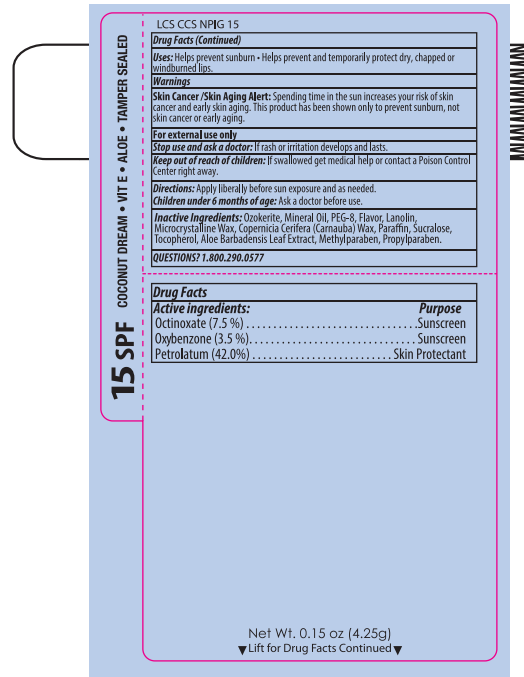 LCS CCS NPIG 15
Drug Facts (Continued)
Uses: Helps prevent sunburn • Helps prevent and temporarily protect dry, chapped or
windburned lips.
Warnings
Skin Cancer /Skin Aging Alert: Spending time in the sun increases your risk of skin
cancer and early skin aging. This product has been shown only to prevent sunburn, not
skin cancer or early aging.
For external use only
Stop use and ask a doctor: If rash or irritation develops and lasts.
Keep out of reach of children: If swallowed get medical help or contact a Poison Control
Center right away.
Directions: Apply liberally before sun exposure and as needed.
Children under 6 months of age: Ask a doctor before use.
Inactive Ingredients: Ozokerite, Mineral Oil, PEG-8, Flavor, Lanolin,
Microcrystalline Wax, Copernicia Cerifera (Carnauba) Wax, Paraffin, Sucralose,
Tocopherol, Aloe Barbadensis Leaf Extract, Methylparaben, Propylparaben.
QUESTIONS? 1.800.290.0577
15 SPF COCONUT DREAM • VIT E • ALOE • TAMPER SEALED
Drug Facts
Active ingredients: Purpose
Octinoxate (7.5 %) . . . . . . . . . . . . . . . . . . . . . . . . . . . . . . . . Sunscreen
Oxybenzone (3.5 %). . . . . . . . . . . . . . . . . . . . . . . . . . . . . . . Sunscreen
Petrolatum (42.0%) . . . . . . . . . . . . . . . . . . . . . . . . . . Skin Protectant
Net Wt. 0.15 oz (4.25g)
▼Lift for Drug Facts Continued▼